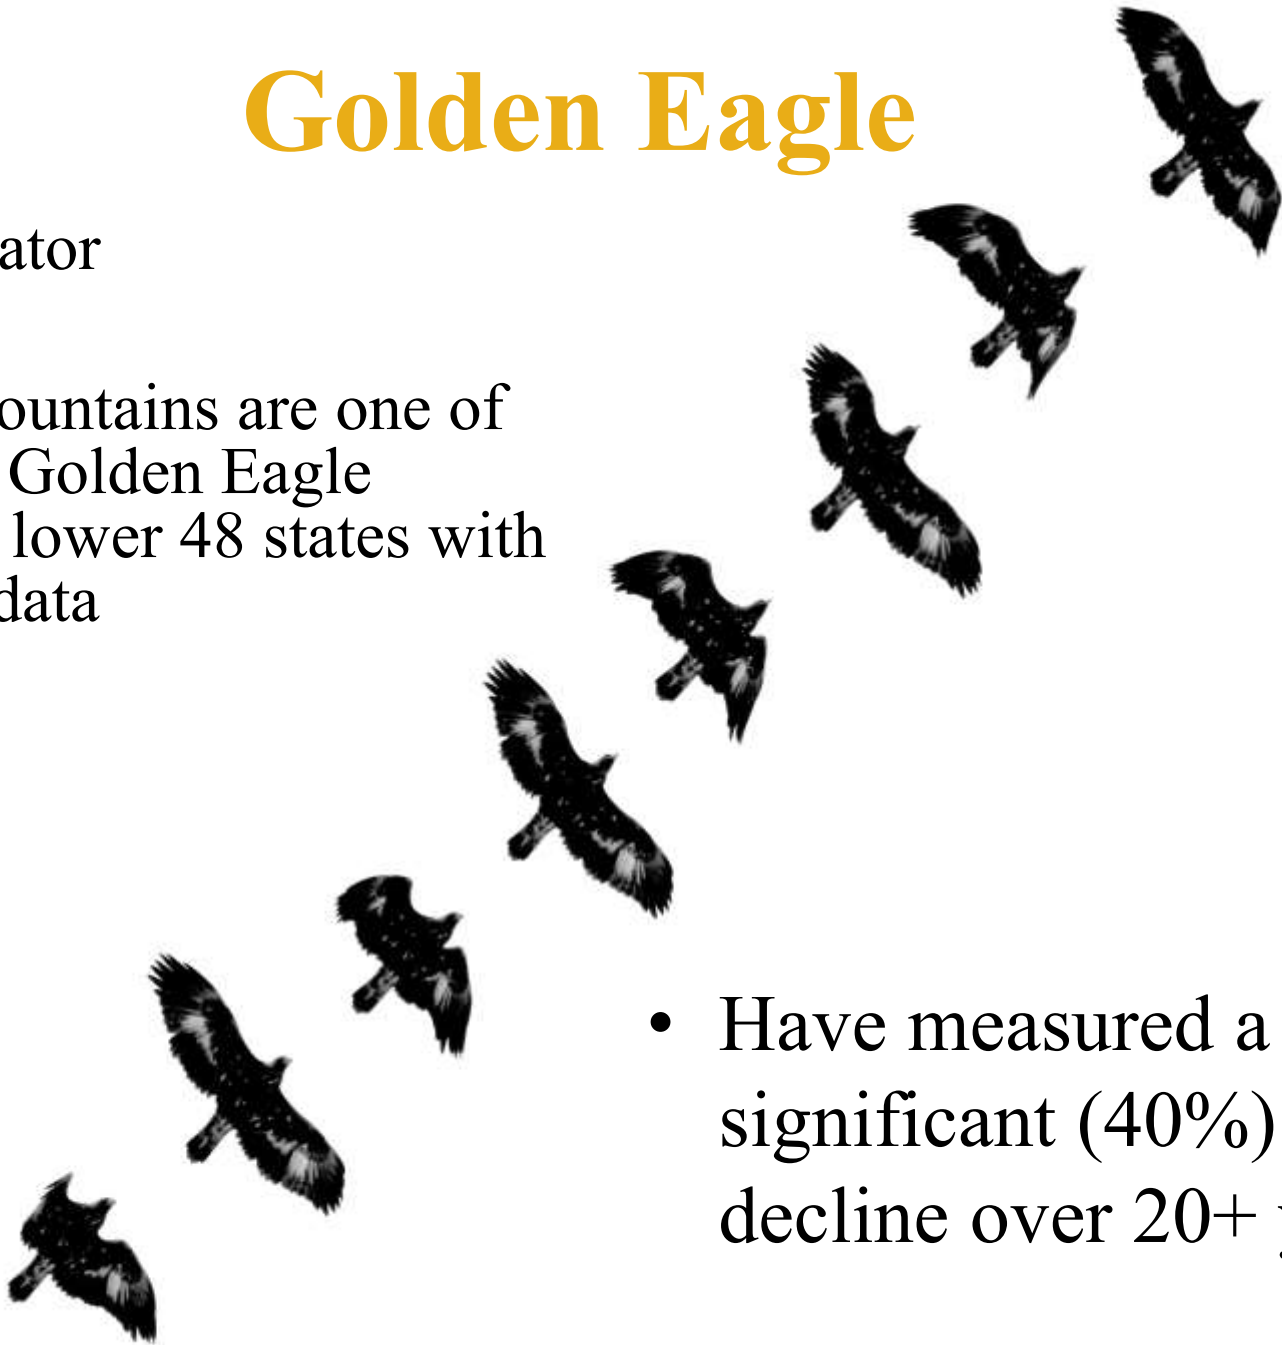 Golden Eagle
ator
ountains are one of
Golden Eagle
lower 48 states with
data
• Have measured a
significant (40%)
decline over 20+